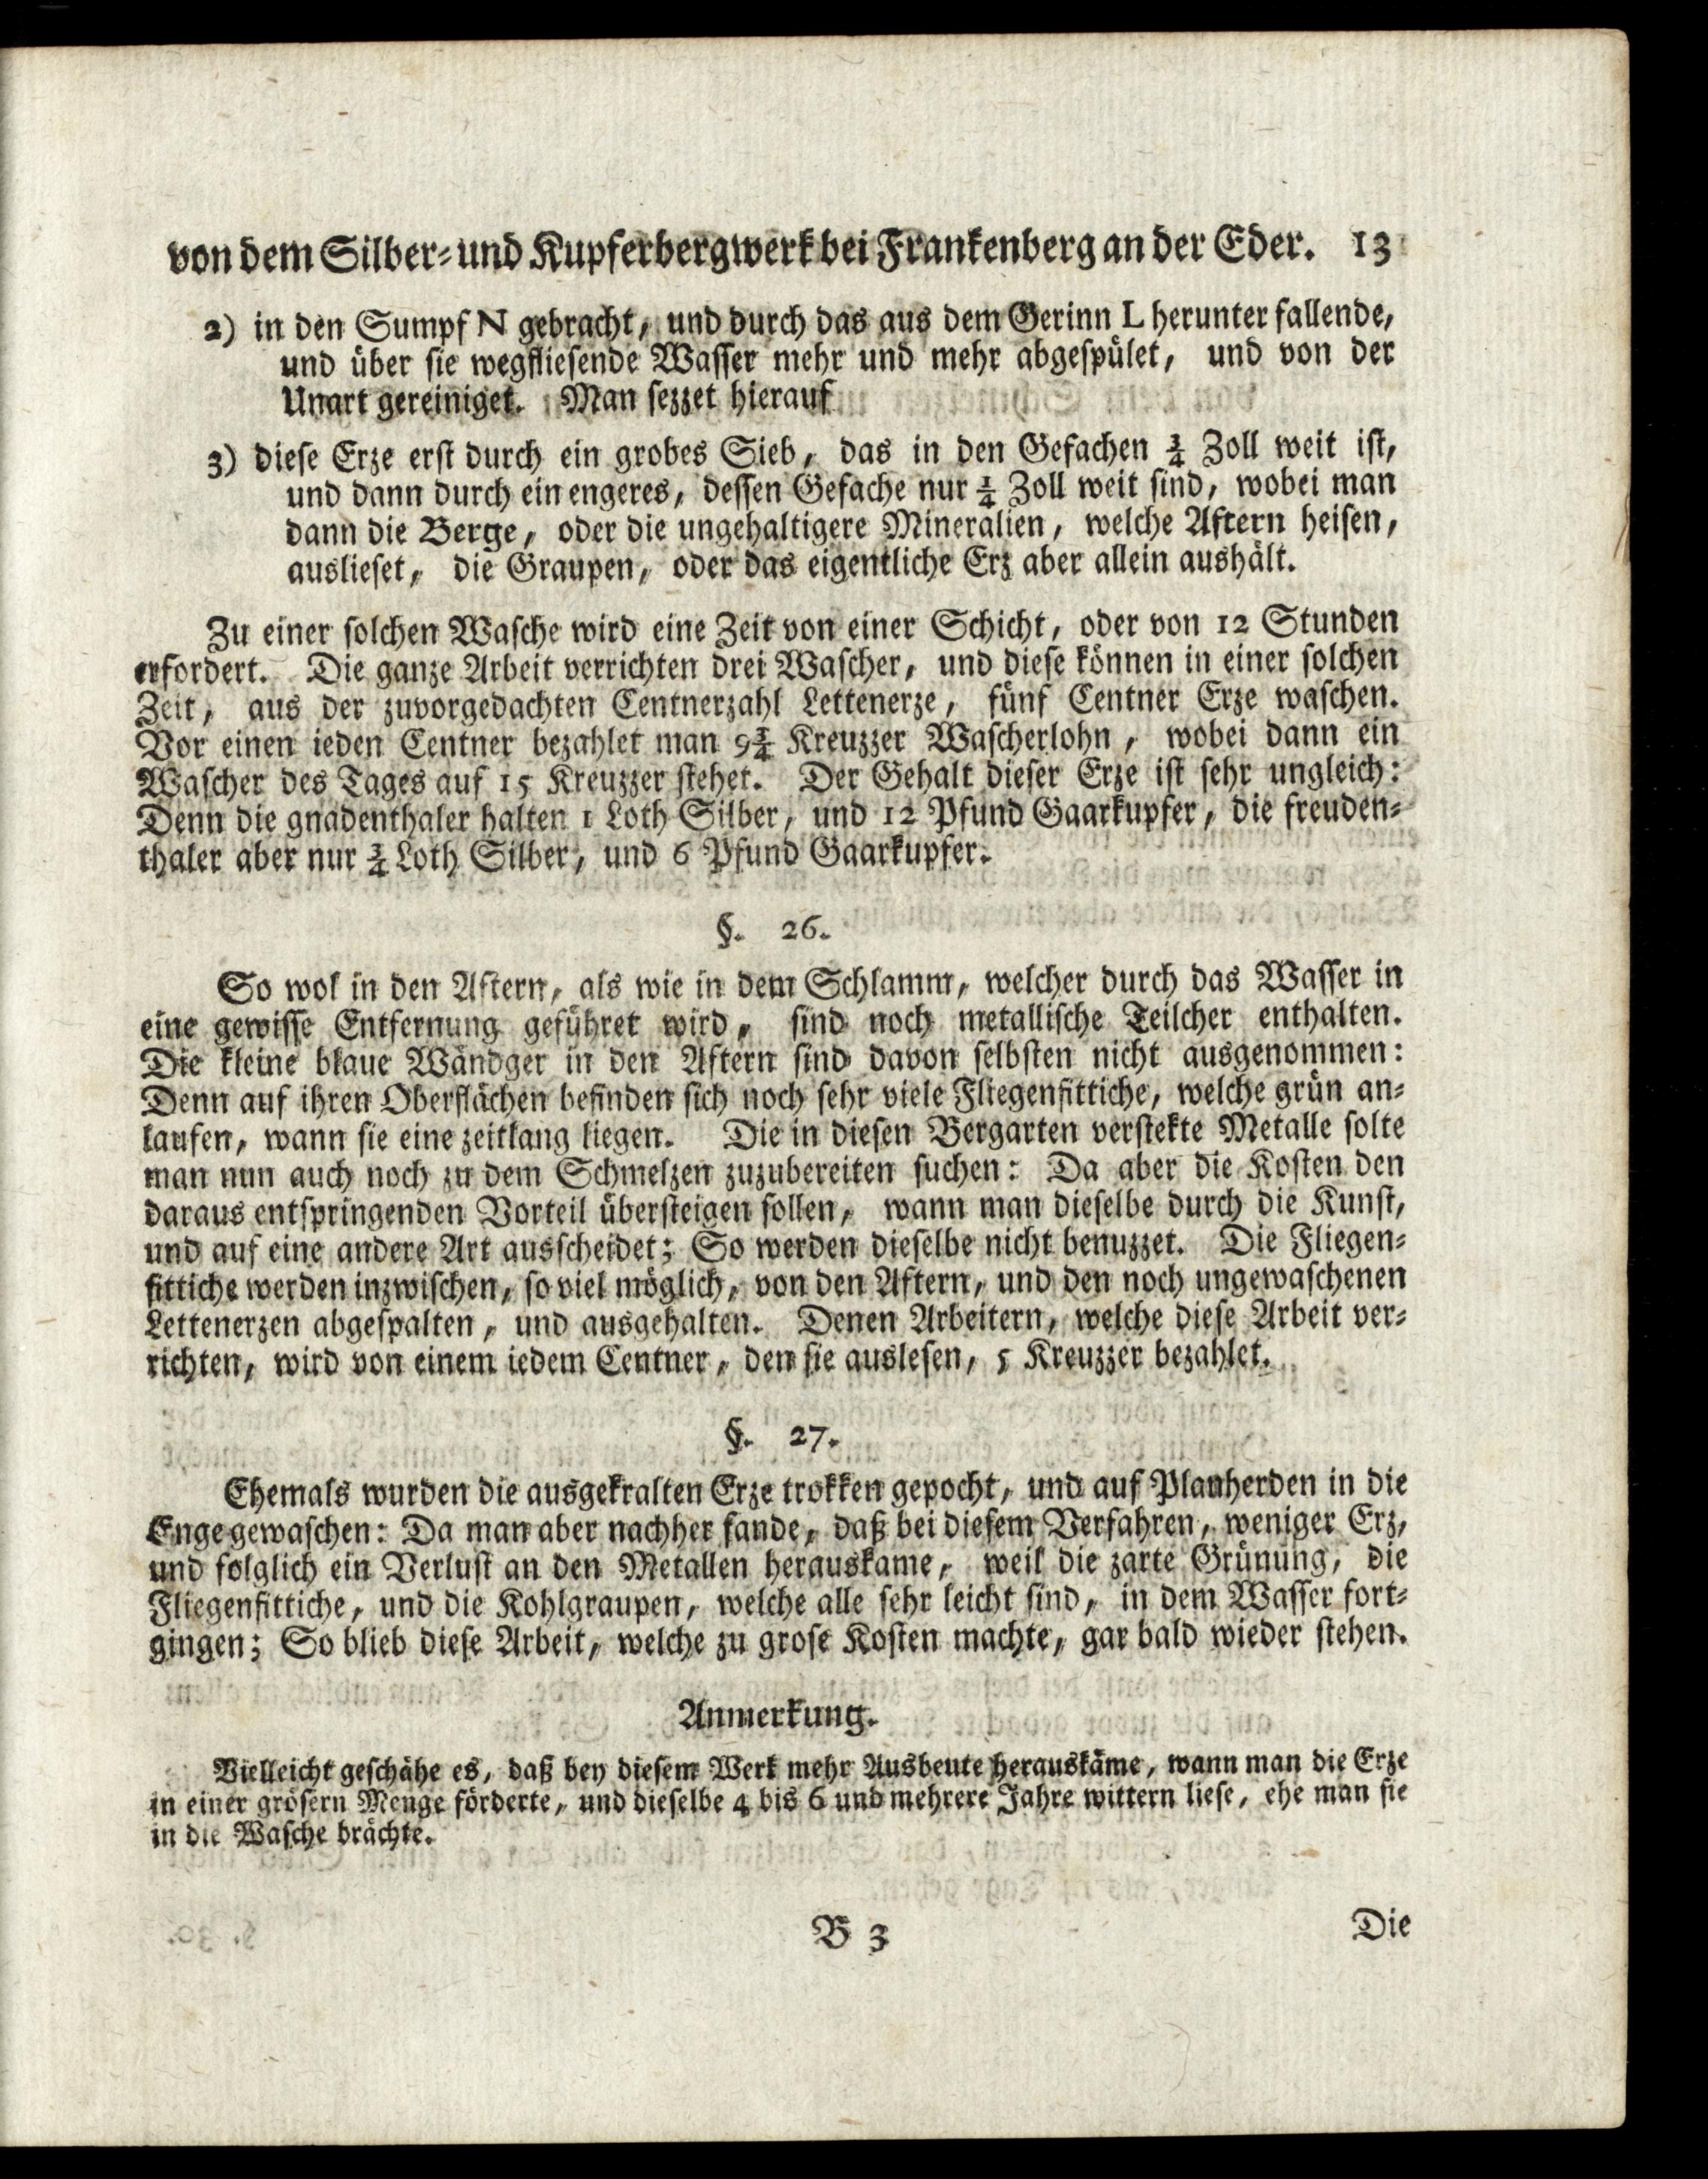 von dem Silber- und Kupferbergwerk bei Frankenberg an der Eder. 13
2) in den Sumpf N gebracht, und durch das aus dem Gerinn L herunter fallende,
und über sie wegfliesende Wasser mehr und mehr abgespület, und von der
Unart gereiniget. Man sezzet hierauf
3) diese Erze erst durch ein grobes Sieb, das in den Gefachen ¾ Zoll weit ist,
und dann durch ein engeres, dessen Gefache nur ¼ Zoll weit sind, wobei man
dann die Berge, oder die ungehaltigere Mineralien, welche Aftern heisen,
auslieset, die Graupen, oder das eigentliche Erz aber allein aushält.
Zu einer solchen Wasche wird eine Zeit von einer Schicht, oder von 12 Stunden
erfordert. Die ganze Arbeit verrichten drei Wascher, und diese können in einer solchen
Zeit, aus der zuvorgedachten Centnerzahl Lettenerze, fünf Centner Erze waschen.
Vor einen ieden Centner bezahlet man 9¾ Kreuzzer Wascherlohn, wobei dann ein
Wascher des Tages auf 15 Kreuzzer stehet. Der Gehalt dieser Erze ist sehr ungleich:
Denn die gnadenthaler halten 1 Loth Silber, und 12 Pfund Gaarkupfer, die freuden-
thaler aber nur ¾ Loth Silber, und 6 Pfund Gaarkupfer.
§. 26.
So wol in den Aftern, als wie in dem Schlamm, welcher durch das Wasser in
eine gewisse Entfernung geführet wird, sind noch metallische Teilcher enthalten.
Die kleine blaue Wändger in den Aftern sind davon selbsten nicht ausgenommen:
Denn auf ihren Oberflächen befinden sich noch sehr viele Fliegenfittiche, welche grün an-
laufen, wann sie eine zeitlang liegen. Die in diesen Bergarten verstekte Metalle solte
man nun auch noch zu dem Schmelzen zuzubereiten suchen: Da aber die Kosten den
daraus entspringenden Vorteil übersteigen sollen, wann man dieselbe durch die Kunst,
und auf eine andere Art ausscheidet; So werden dieselbe nicht benuzzet. Die Fliegen-
fittiche werden inzwischen, so viel möglich, von den Aftern, und den noch ungewaschenen
Lettenerzen abgespalten, und ausgehalten. Denen Arbeitern, welche diese Arbeit ver-
richten, wird von einem iedem Centner, den sie auslesen, 5 Kreuzzer bezahlet.
§. 27.
Ehemals wurden die ausgekralten Erze trokken gepocht, und auf Planherden in die
Enge gewaschen: Da man aber nachher fande, daß bei diesem Verfahren, weniger Erz,
und folglich ein Verlust an den Metallen herauskame, weil die zarte Grünung, die
Fliegenfittiche, und die Kohlgraupen, welche alle sehr leicht sind, in dem Wasser fort-
gingen; So blieb diese Arbeit, welche zu grose Kosten machte, gar bald wieder stehen.
Anmerkung.
Vielleicht geschähe es, daß bey diesem Werk mehr Ausbeute herauskäme, wann man die Erze
in einer grösern Menge förderte, und dieselbe 4 bis 6 und mehrere Jahre wittern liese, ehe man sie
in die Wasche brächte.
B 3 Die